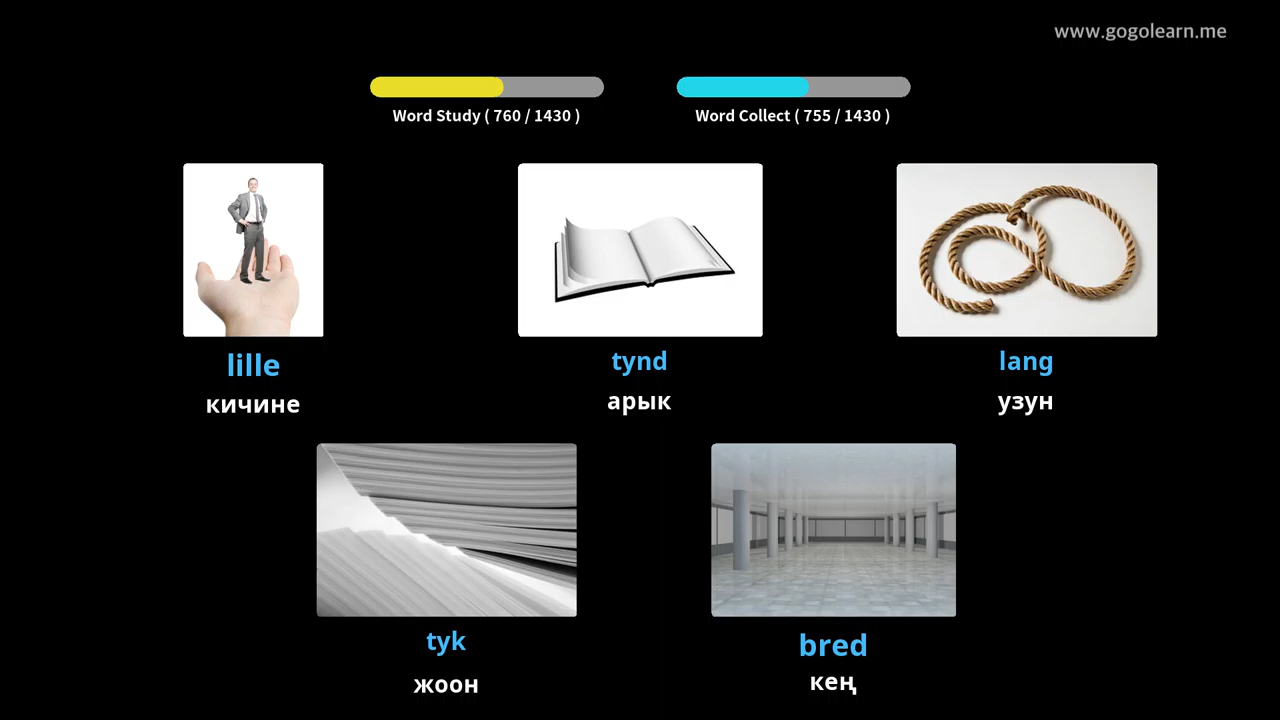 www.gogolearn.me
Word Study ( 760 / 1430 )
Word Collect ( 755 / 1430 )
lille
кичине
tynd
арык
lang
узун
tyk
жоон
bred
кең